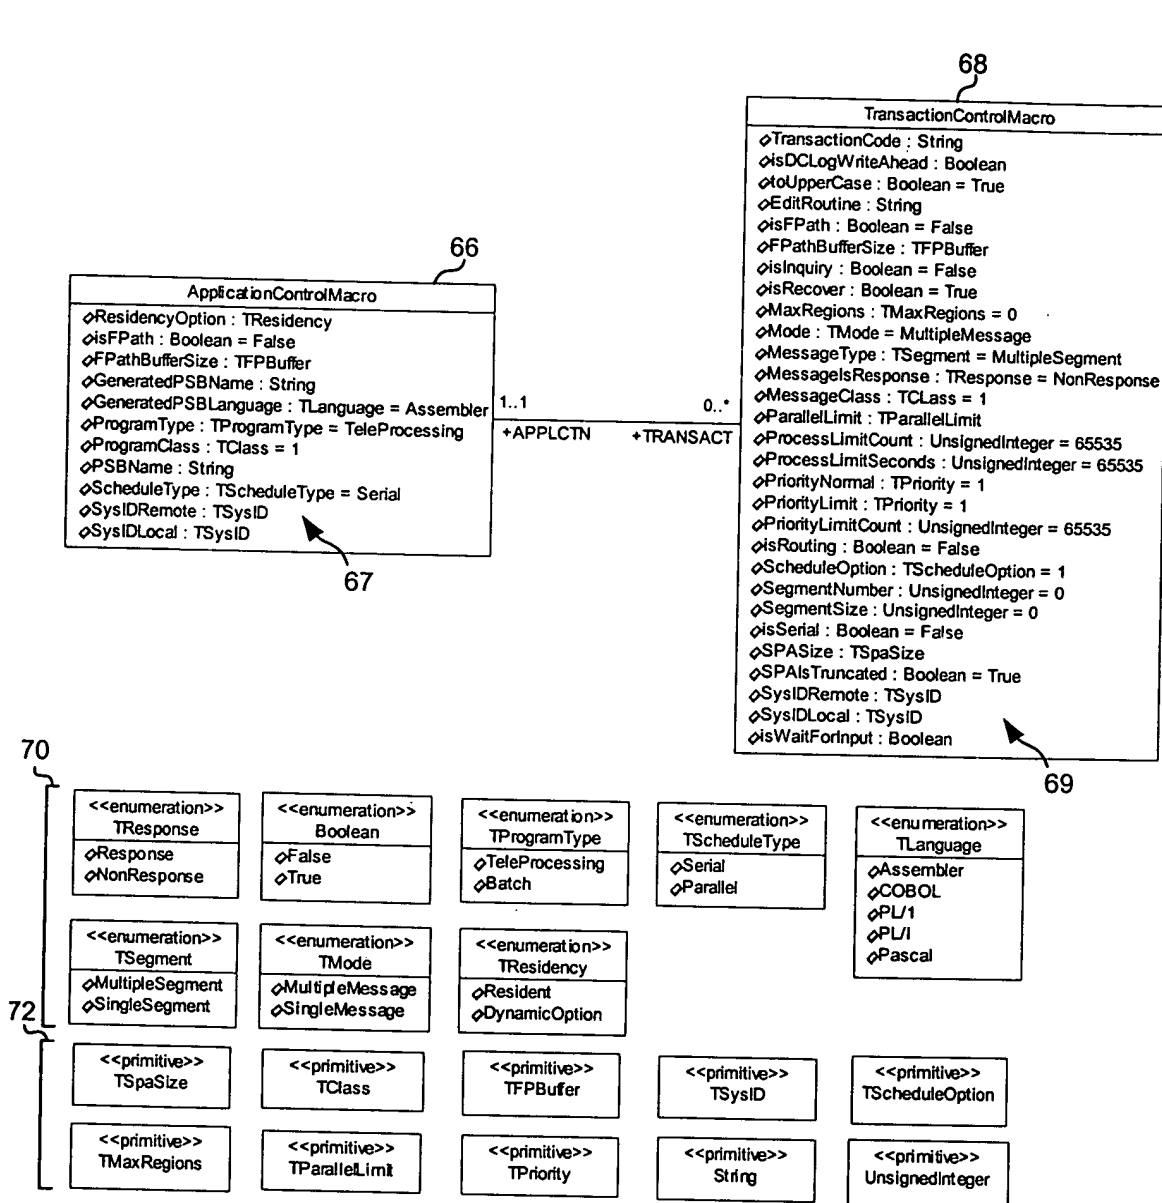 68
TransactionControlMacro
TransactionCode : String
isDCLogWriteAhead : Boolean
toUpperCase : Boolean = True
EditRoutine : String
isFPath : Boolean = False
FPathBufferSize : TFPBuffer
isInquiry : Boolean = False
isRecover : Boolean = True
MaxRegions : TMaxRegions = 0
Mode : TMode = MultipleMessage
MessageType : TSegment = MultipleSegment
MessageIsResponse : TResponse = NonResponse
MessageClass : TCLass = 1
ParallelLimit : TParallelLimit
ProcessLimitCount : UnsignedInteger = 65535
ProcessLimitSeconds : UnsignedInteger = 65535
PriorityNormal : TPriority = 1
PriorityLimit : TPriority = 1
PriorityLimitCount : UnsignedInteger = 65535
isRouting : Boolean = False
ScheduleOption : TScheduleOption = 1
SegmentNumber : UnsignedInteger = 0
SegmentSize : UnsignedInteger = 0
isSerial : Boolean = False
SPASize : TSpaSize
SPAIsTruncated : Boolean = True
SysIDRemote : TSysID
SysIDLocal : TSysID
isWaitForInput : Boolean
69
66
ApplicationControlMacro
ResidencyOption : TResidency
isFPath : Boolean = False
FPathBufferSize : TFPBuffer
GeneratedPSBName : String
GeneratedPSBLanguage : TLanguage = Assembler
ProgramType : TProgramType = TeleProcessing
ProgramClass : TClass = 1
PSBName : String
ScheduleType : TScheduleType = Serial
SysIDRemote : TSysID
SysIDLocal : TSysID
67
1..1
0..*
+APPLCTN
+TRANSACT
70
<<enumeration>>
TResponse
Response
NonResponse
<<enumeration>>
Boolean
False
True
<<enumeration>>
TProgramType
TeleProcessing
Batch
<<enumeration>>
TScheduleType
Serial
Parallel
<<enumeration>>
TLanguage
Assembler
COBOL
PL/1
PL/I
Pascal
<<enumeration>>
TSegment
MultipleSegment
SingleSegment
<<enumeration>>
TMode
MultipleMessage
SingleMessage
<<enumeration>>
TResidency
Resident
DynamicOption
72
<<primitive>>
TSpaSize
<<primitive>>
TClass
<<primitive>>
TFPBuffer
<<primitive>>
TSysID
<<primitive>>
TScheduleOption
<<primitive>>
TMaxRegions
<<primitive>>
TParallelLimit
<<primitive>>
TPriority
<<primitive>>
String
<<primitive>>
UnsignedInteger